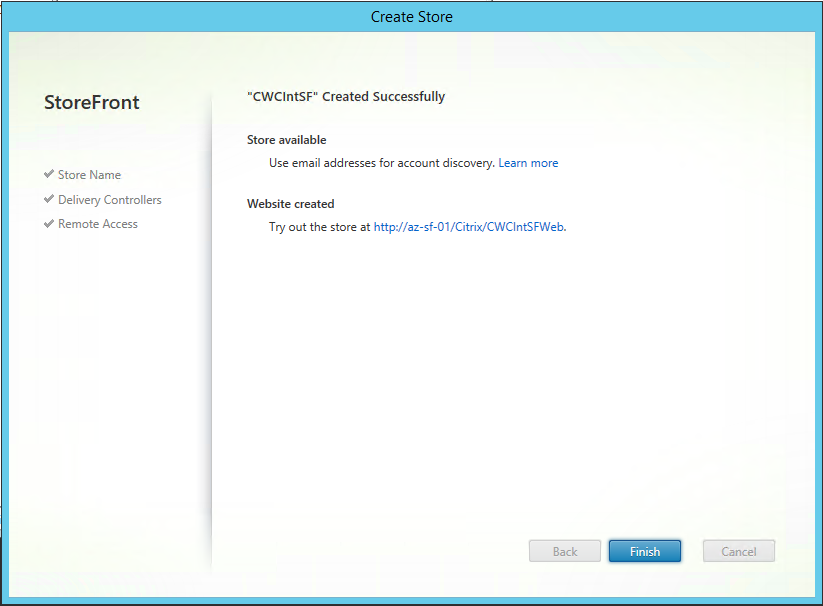 Create Store
StoreFront
Store Name
Delivery Controllers
Remote Access
"CWCIntSF" Created Successfully
Store available
Use email addresses for account discovery. Learn more
Website created
Try out the store at http://az-sf-01/Citrix/CWCIntSFWeb.
Back
Finish
Cancel